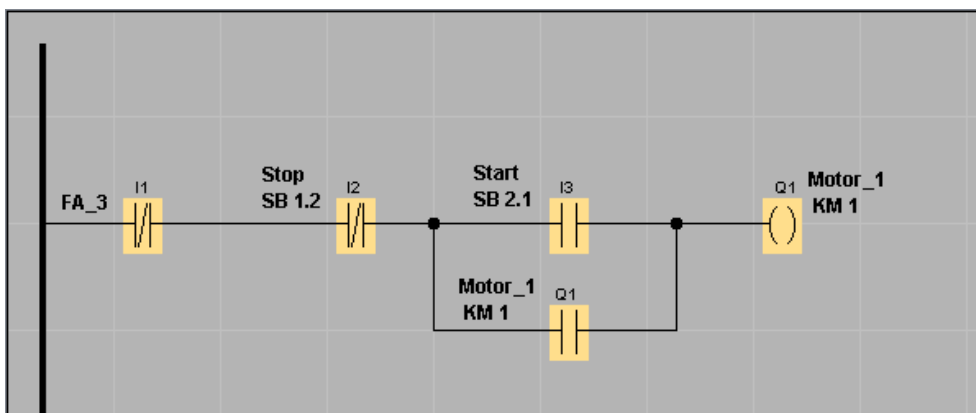 FA_3
I1
Stop
SB 1.2
I2
Start
SB 2.1
I3
Q1
Motor_1
KM 1
Motor_1
KM 1
Q1